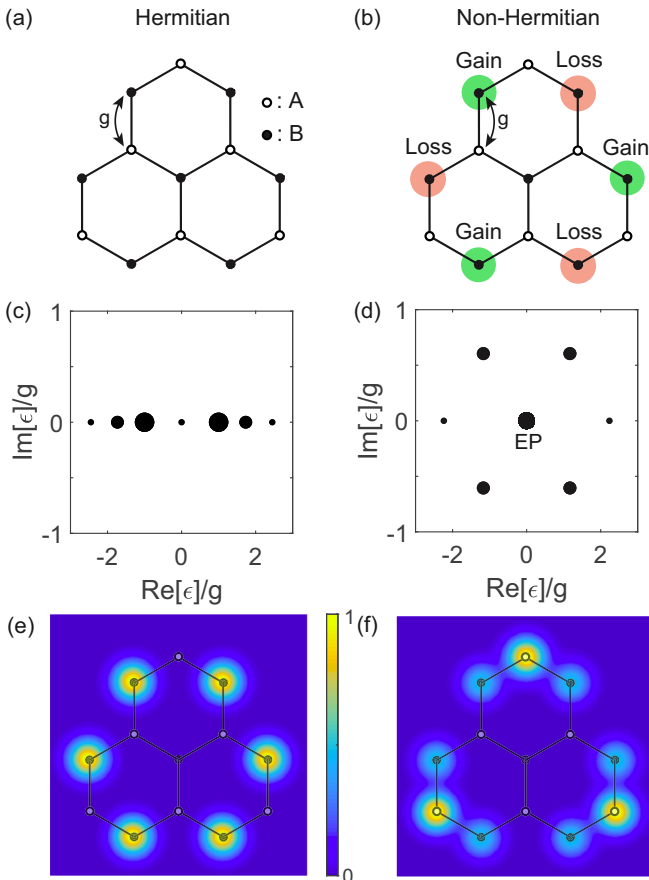 (a) Hermitian
(b) Non-Hermitian
g
: A
: B
Gain Loss
g
Loss Gain
Gain Loss
(c)
1
0
-1
Im[ϵ]/g
-2 0 2
Re[ϵ]/g
(d)
1
0
-1
Im[ϵ]/g
EP
-2 0 2
Re[ϵ]/g
(e)
1
0
(f)